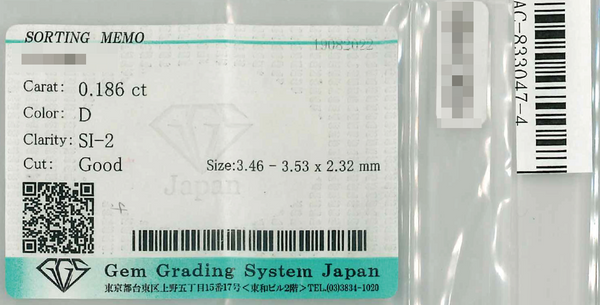 SORTING MEMO
19082022
Carat: 0.186 ct
Color: D
Clarity: SI-2
Cut: Good
Size:3.46 - 3.53 x 2.32 mm
Japan
GGS
Gem Grading System Japan
東京都台東区上野五丁目15番17号<東和ビル2階>TEL.(03)3834-1020
AC-833047-4